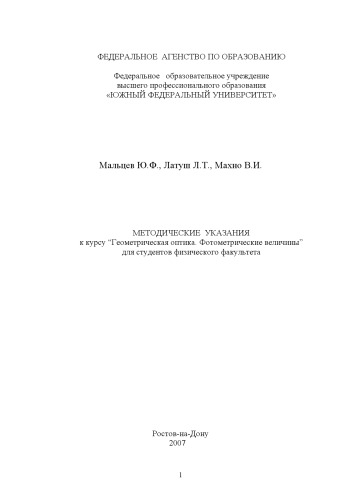 ФЕДЕРАЛЬНОЕ АГЕНСТВО ПО ОБРАЗОВАНИЮ
Федеральное образовательное учреждение
высшего профессионального образования
«ЮЖНЫЙ ФЕДЕРАЛЬНЫЙ УНИВЕРСИТЕТ»
Мальцев Ю.Ф., Латуш Л.Т., Махно В.И.
МЕТОДИЧЕСКИЕ УКАЗАНИЯ
к курсу “Геометрическая оптика. Фотометрические величины”
для студентов физического факультета
Ростов-на-Дону
2007
1